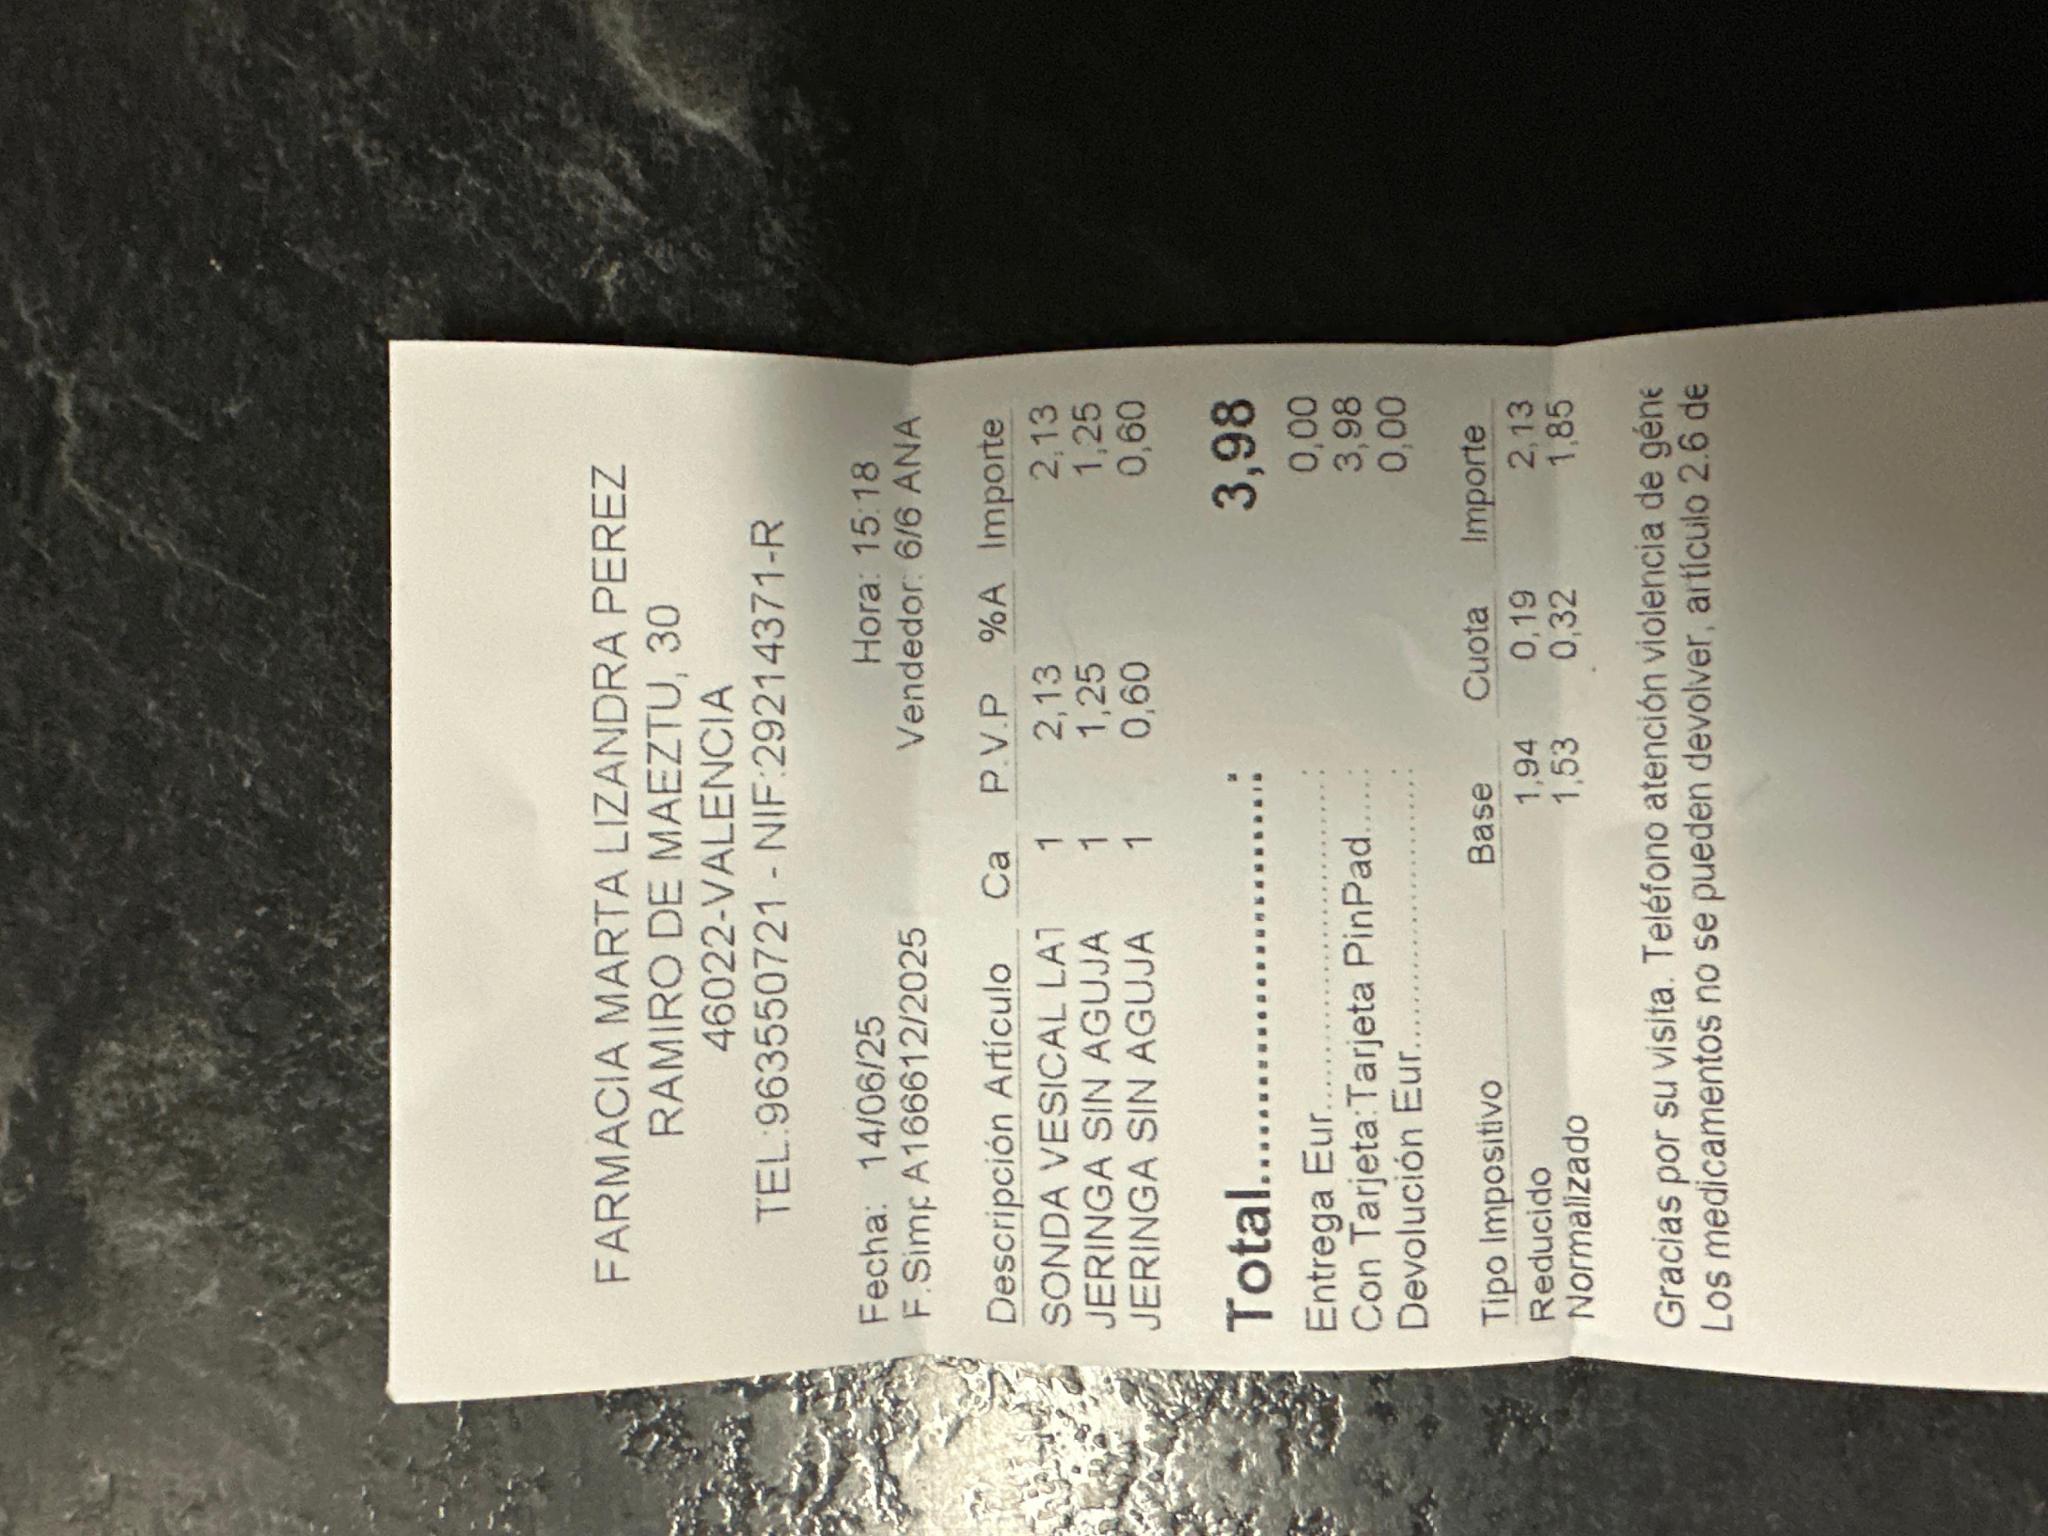 FARMACIA MARTA LIZANDRA PEREZ
RAMIRO DE MAEZTU, 30
46022-VALENCIA
TEL.:963550721 - NIF:29214371-R
Fecha: 14/06/25 Hora: 15:18
F.Simp A166612/2025 Vendedor: 6/6 ANA
Descripción Artículo Ca P.V.P %A Importe
SONDA VESICAL LAT 1 2,13 2,13
JERINGA SIN AGUJA 1 1,25 1,25
JERINGA SIN AGUJA 1 0,60 0,60
Total.............................: 3,98
Entrega Eur........................: 0,00
Con Tarjeta:Tarjeta PinPad......: 3,98
Devolución Eur....................: 0,00
Tipo Impositivo Base Cuota Importe
Reducido 1,94 0,19 2,13
Normalizado 1,53 0,32 1,85
Gracias por su visita. Teléfono atención violencia de géne
Los medicamentos no se pueden devolver, artículo 2.6 de